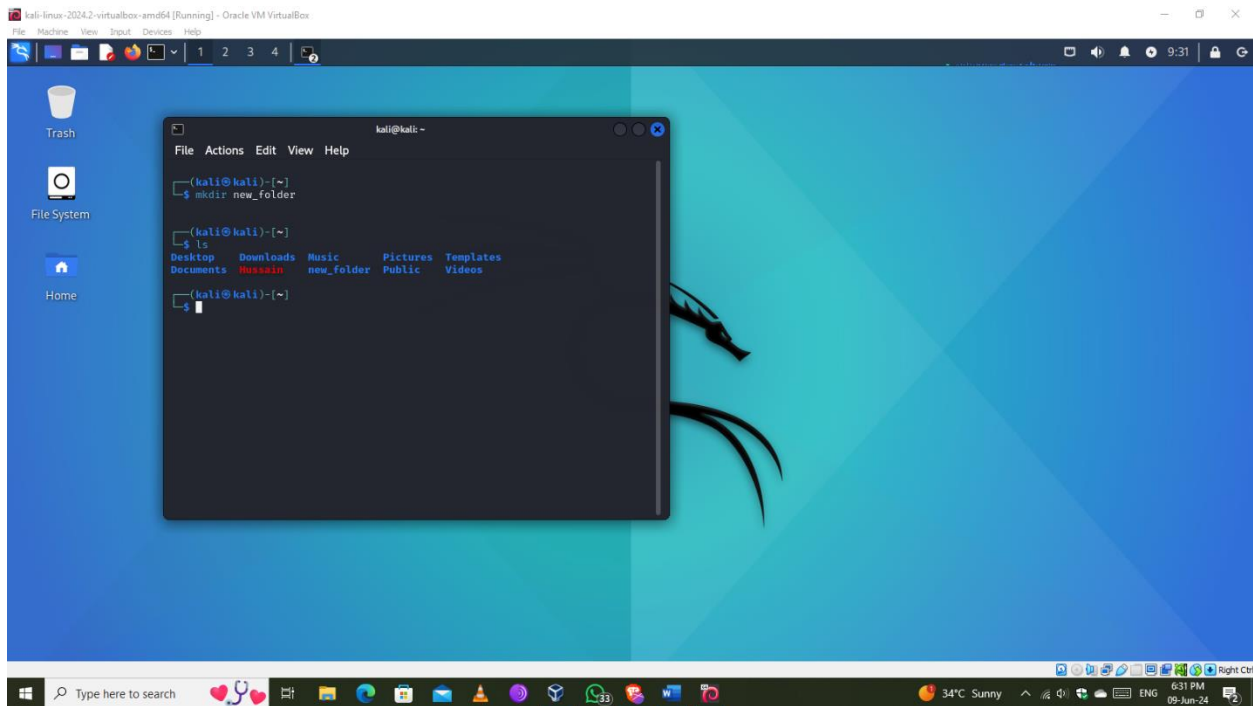 kali-linux-2024.2-virtualbox-amd64 [Running] - Oracle VM VirtualBox
File Machine View Input Devices Help
1 2 3 4 2 9:31
Trash
File System
Home
kali@kali: ~
File Actions Edit View Help
(kali㉿kali)-[~]
$ mkdir new_folder
(kali㉿kali)-[~]
$ ls
Desktop Downloads Music Pictures Templates
Documents Hussain new_folder Public Videos
(kali㉿kali)-[~]
$
Right Ctrl
Type here to search 33 34°C Sunny ENG 6:31 PM
09-Jun-24 2